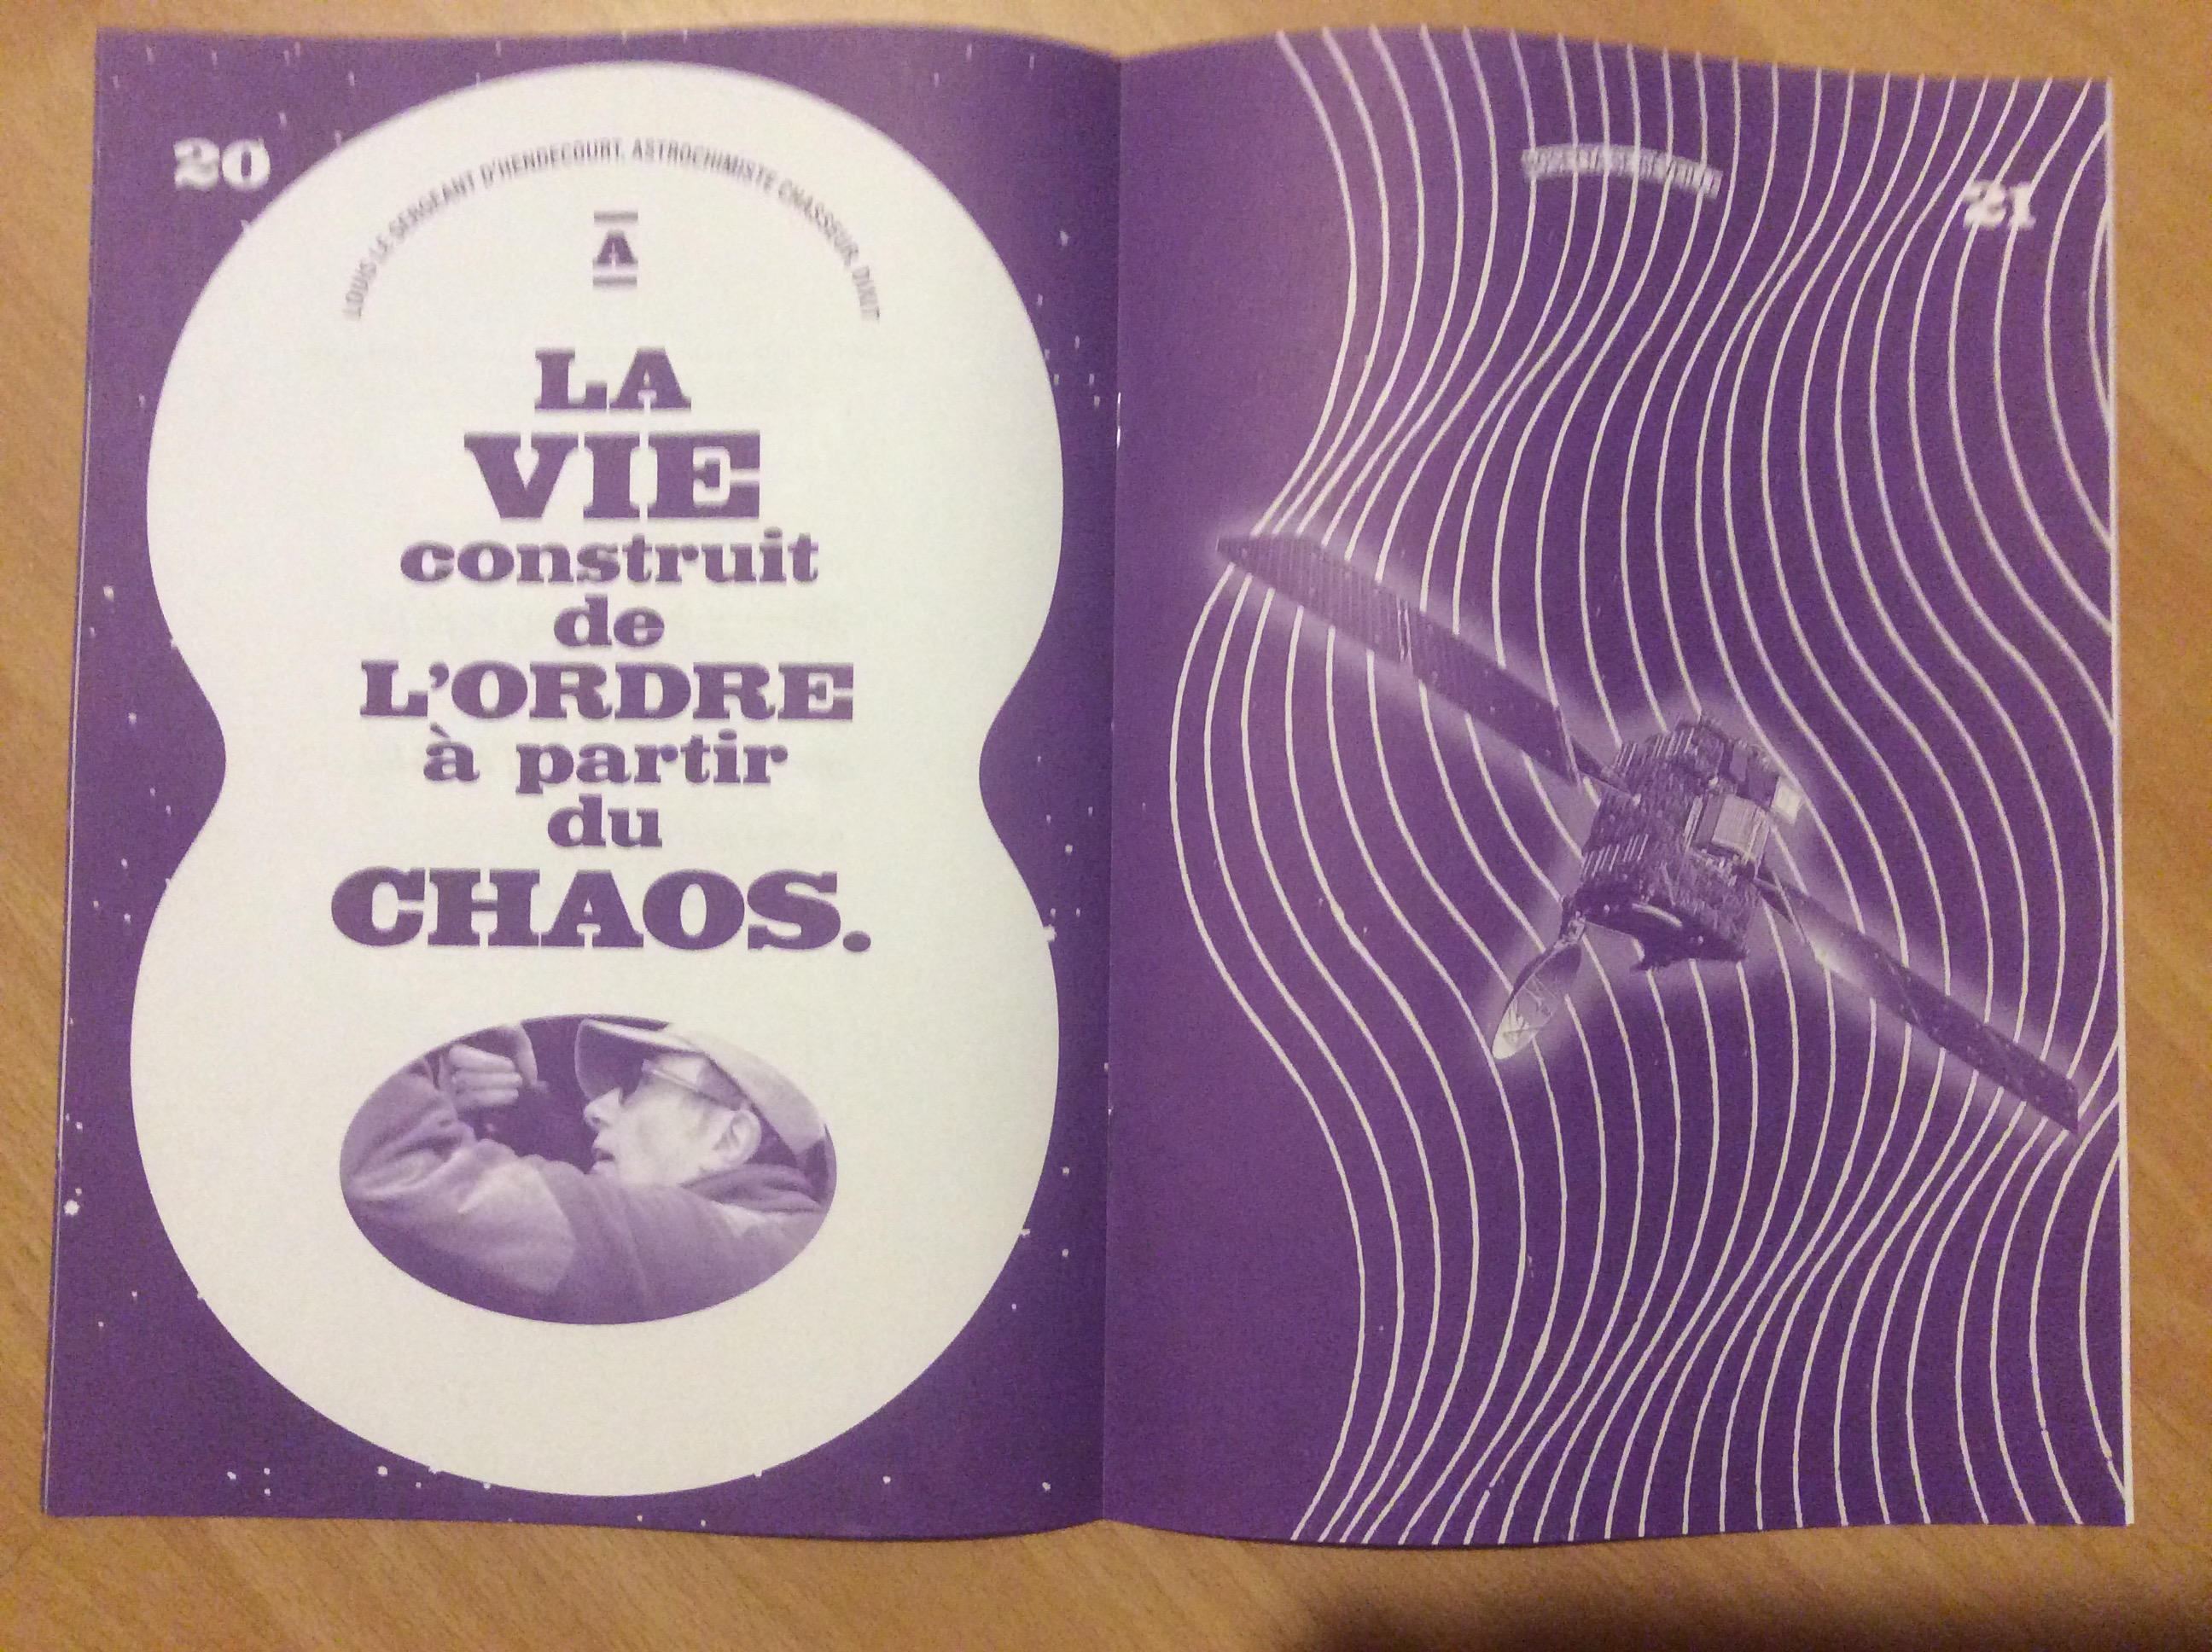 20
LOUIS LE SERGEANT D'HENDECOURT, ASTROCHIMISTE CHASSEUR, DIXIT
A
LA
VIE
construit
de
L'ORDRE
à partir
du
CHAOS.
21